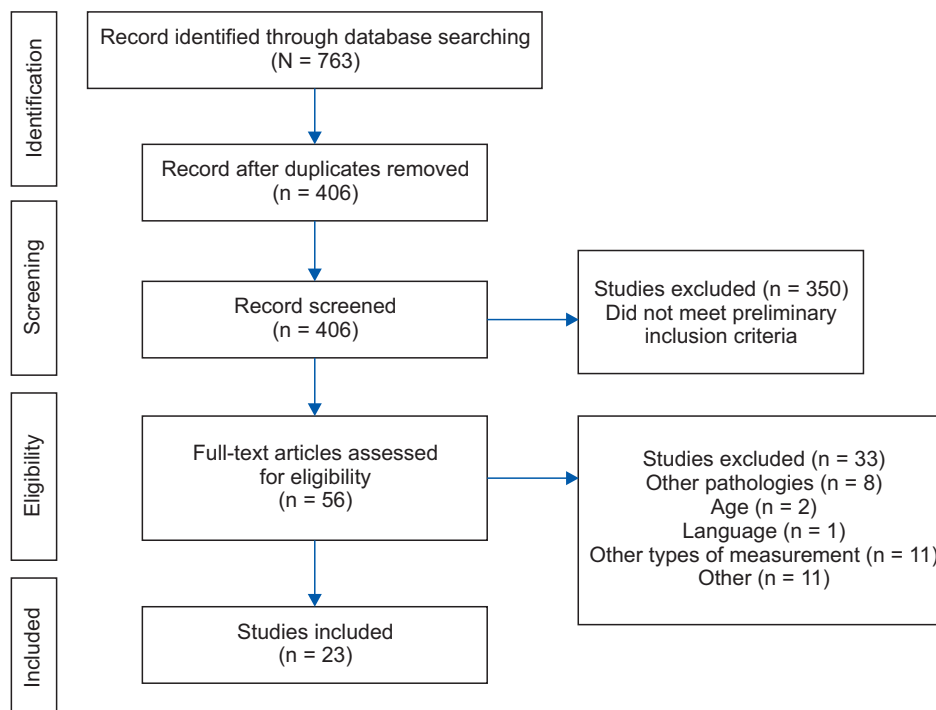 Identification
Record identified through database searching
(N = 763)
Record after duplicates removed
(n = 406)
Screening
Record screened
(n = 406)
Studies excluded (n = 350)
Did not meet preliminary
inclusion criteria
Eligibility
Full-text articles assessed
for eligibility
(n = 56)
Studies excluded (n = 33)
Other pathologies (n = 8)
Age (n = 2)
Language (n = 1)
Other types of measurement (n = 11)
Other (n = 11)
Included
Studies included
(n = 23)